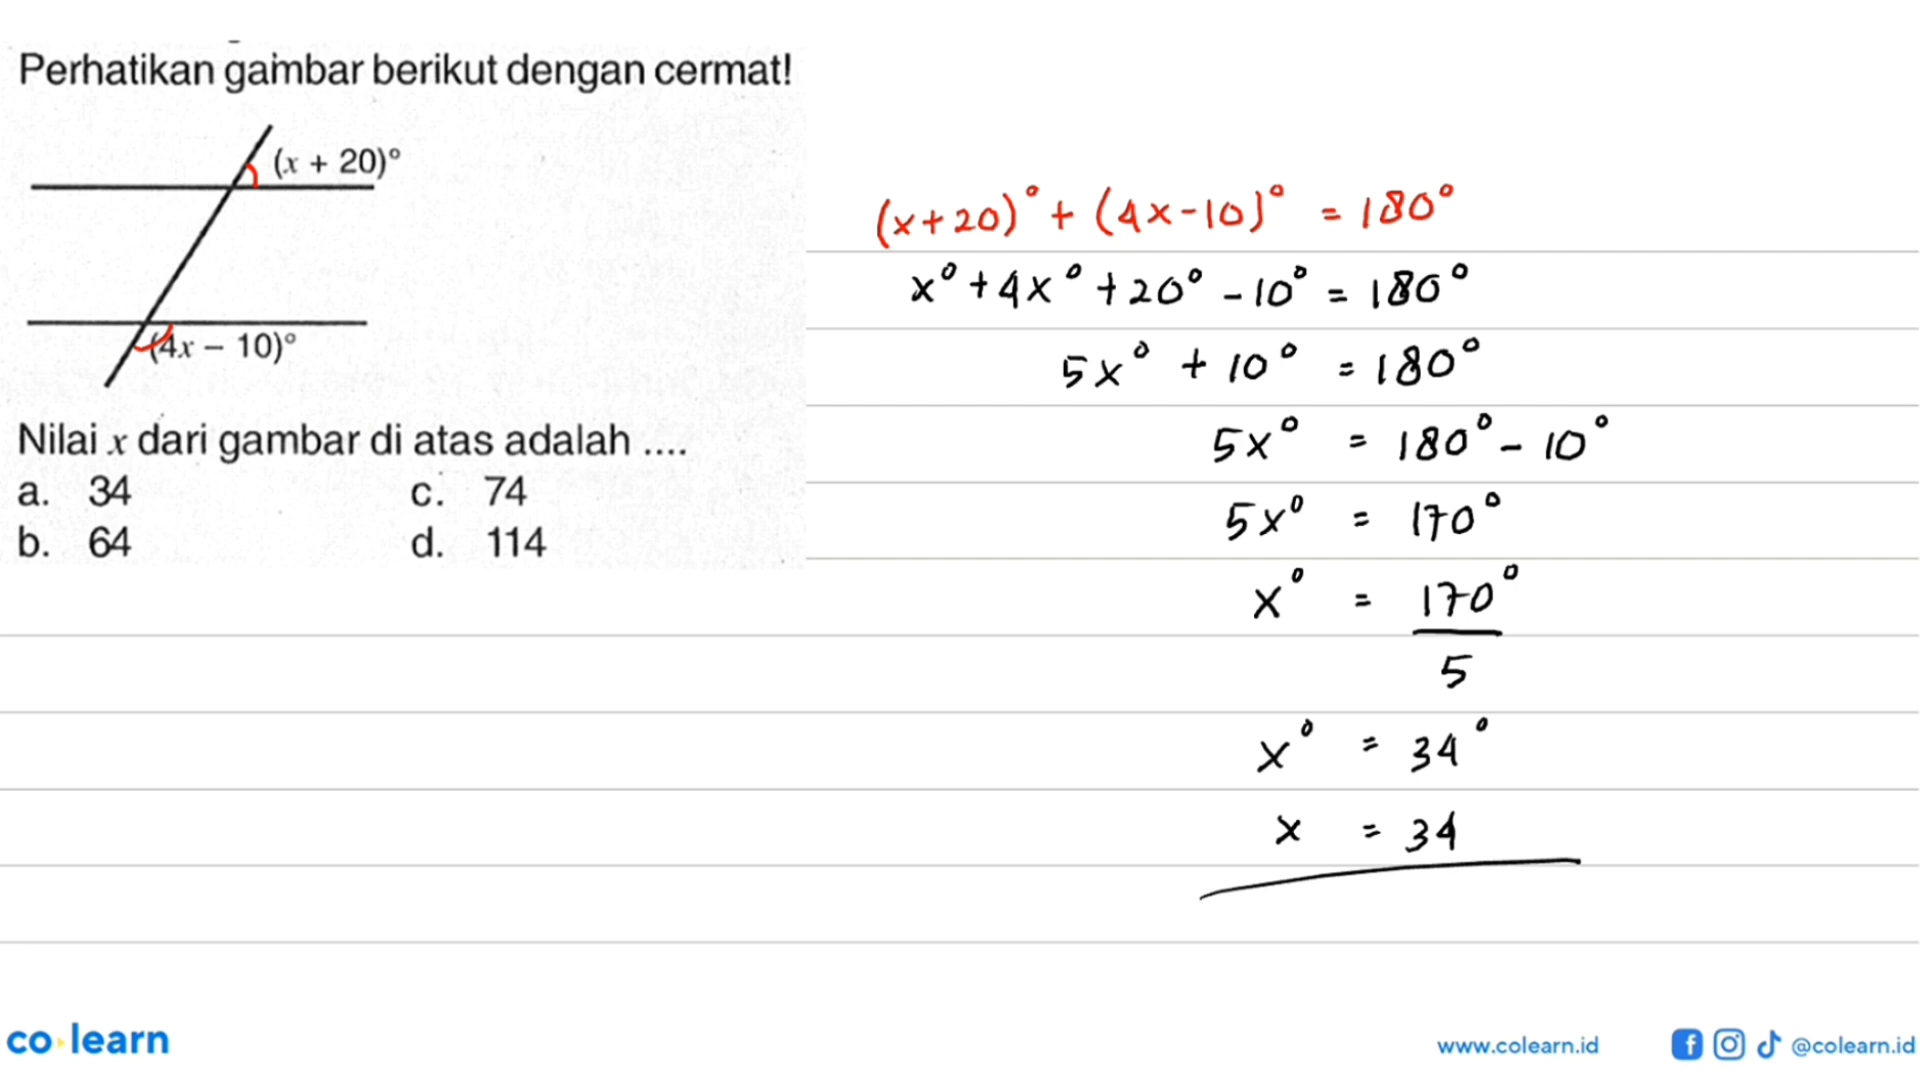 Perhatikan gambar berikut dengan cermat!
(x + 20)°
(4x – 10)°
Nilai x dari gambar di atas adalah ....
a. 34
c. 74
b. 64
d. 114
(x+20)° + (4x-10)° = 180°
x° + 4x° + 20° - 10° = 180°
5x° + 10° = 180°
5x° = 180° - 10°
5x° = 170°
x° = 170°
5
x° = 34°
x = 34
co learn
www.colearn.id
@colearn.id